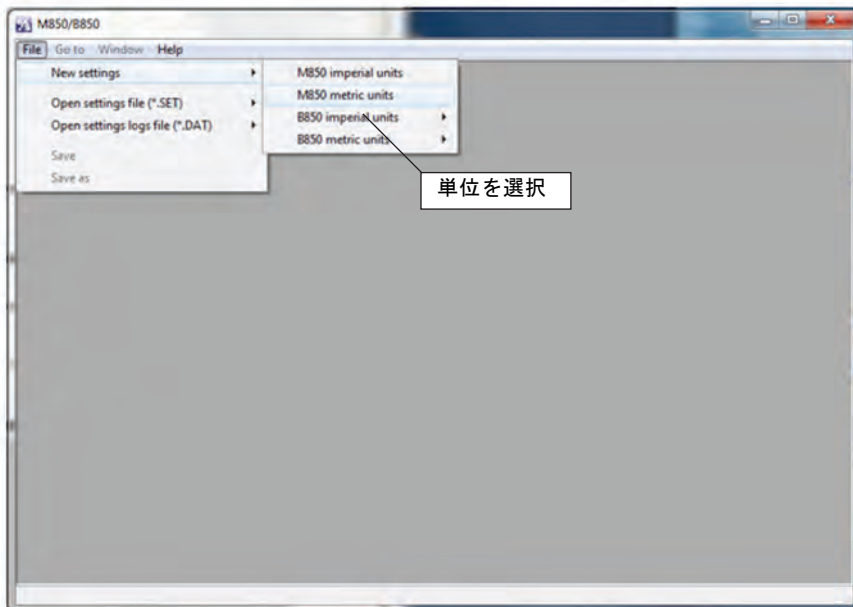 M850/B850
File Go to Window Help
New settings
Open settings file (*.SET)
Open settings logs file (*.DAT)
Save
Save as
M850 imperial units
M850 metric units
B850 imperial units
B850 metric units
単位を選択